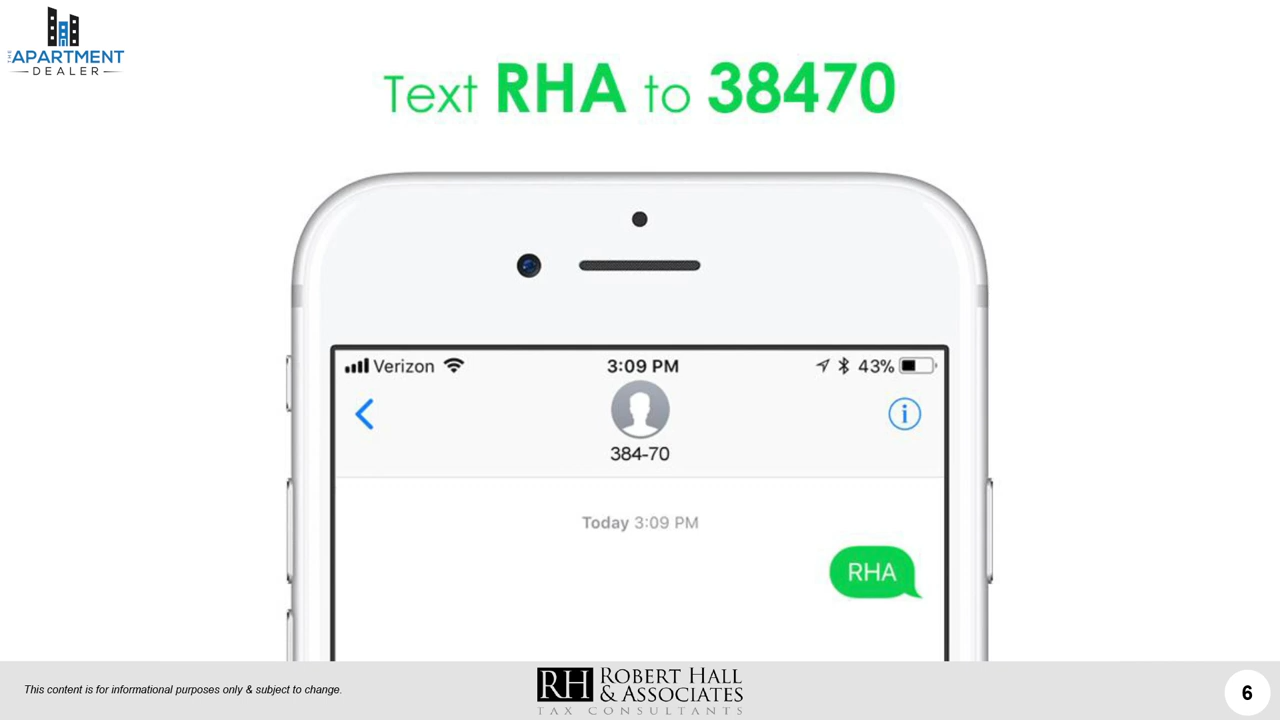 THE
APARTMENT
DEALER
Text RHA to 38470
Verizon 3:09 PM 43%
384-70
Today 3:09 PM
RHA
This content is for informational purposes only & subject to change.
RH ROBERT HALL
& ASSOCIATES
TAX CONSULTANTS
6